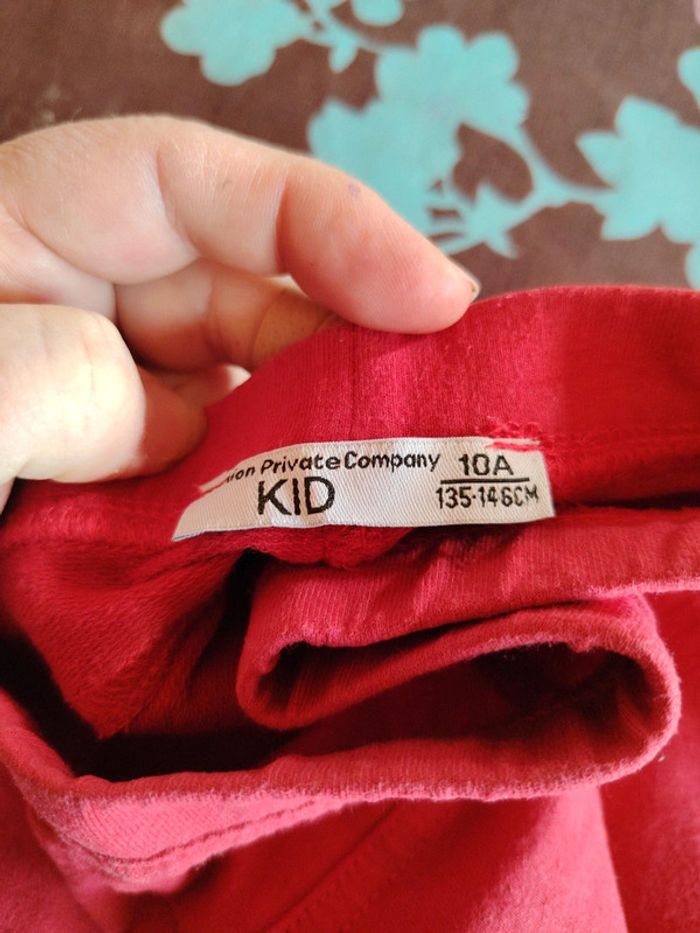 Private Company
KID
10A
135-146CM